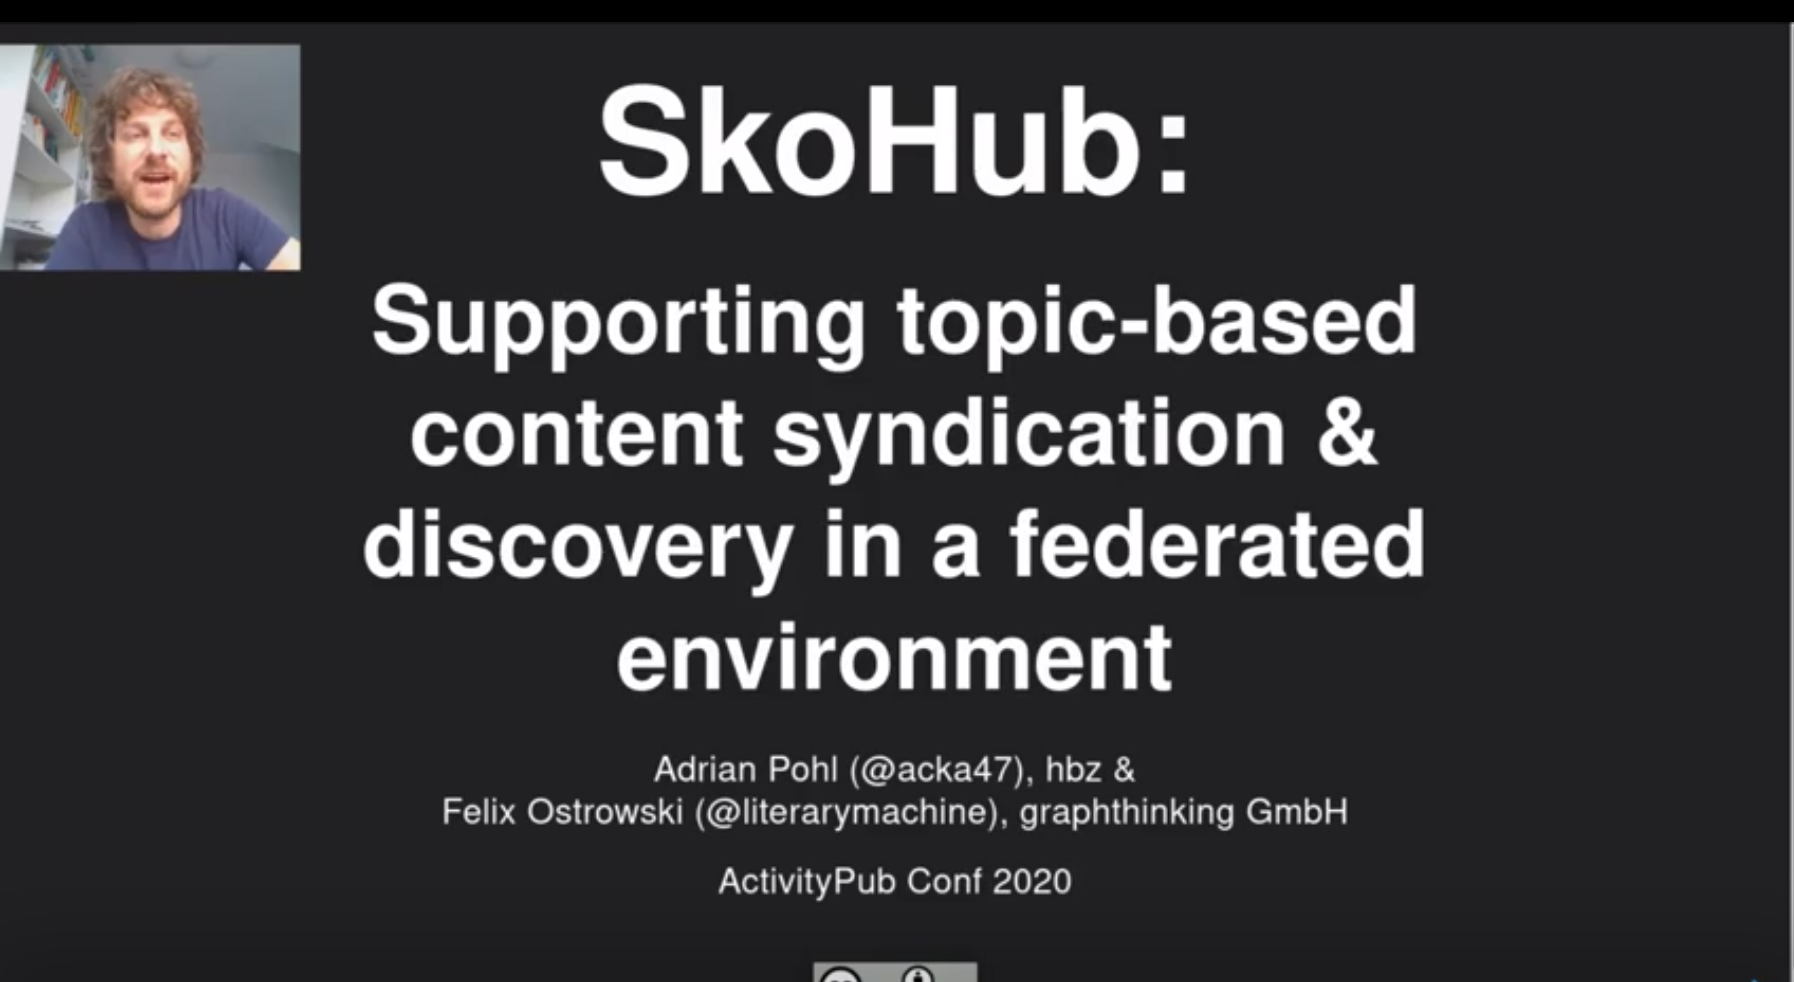 SkoHub:
Supporting topic-based
content syndication &
discovery in a federated
environment
Adrian Pohl (@acka47), hbz &
Felix Ostrowski (@literarymachine), graphthinking GmbH
ActivityPub Conf 2020